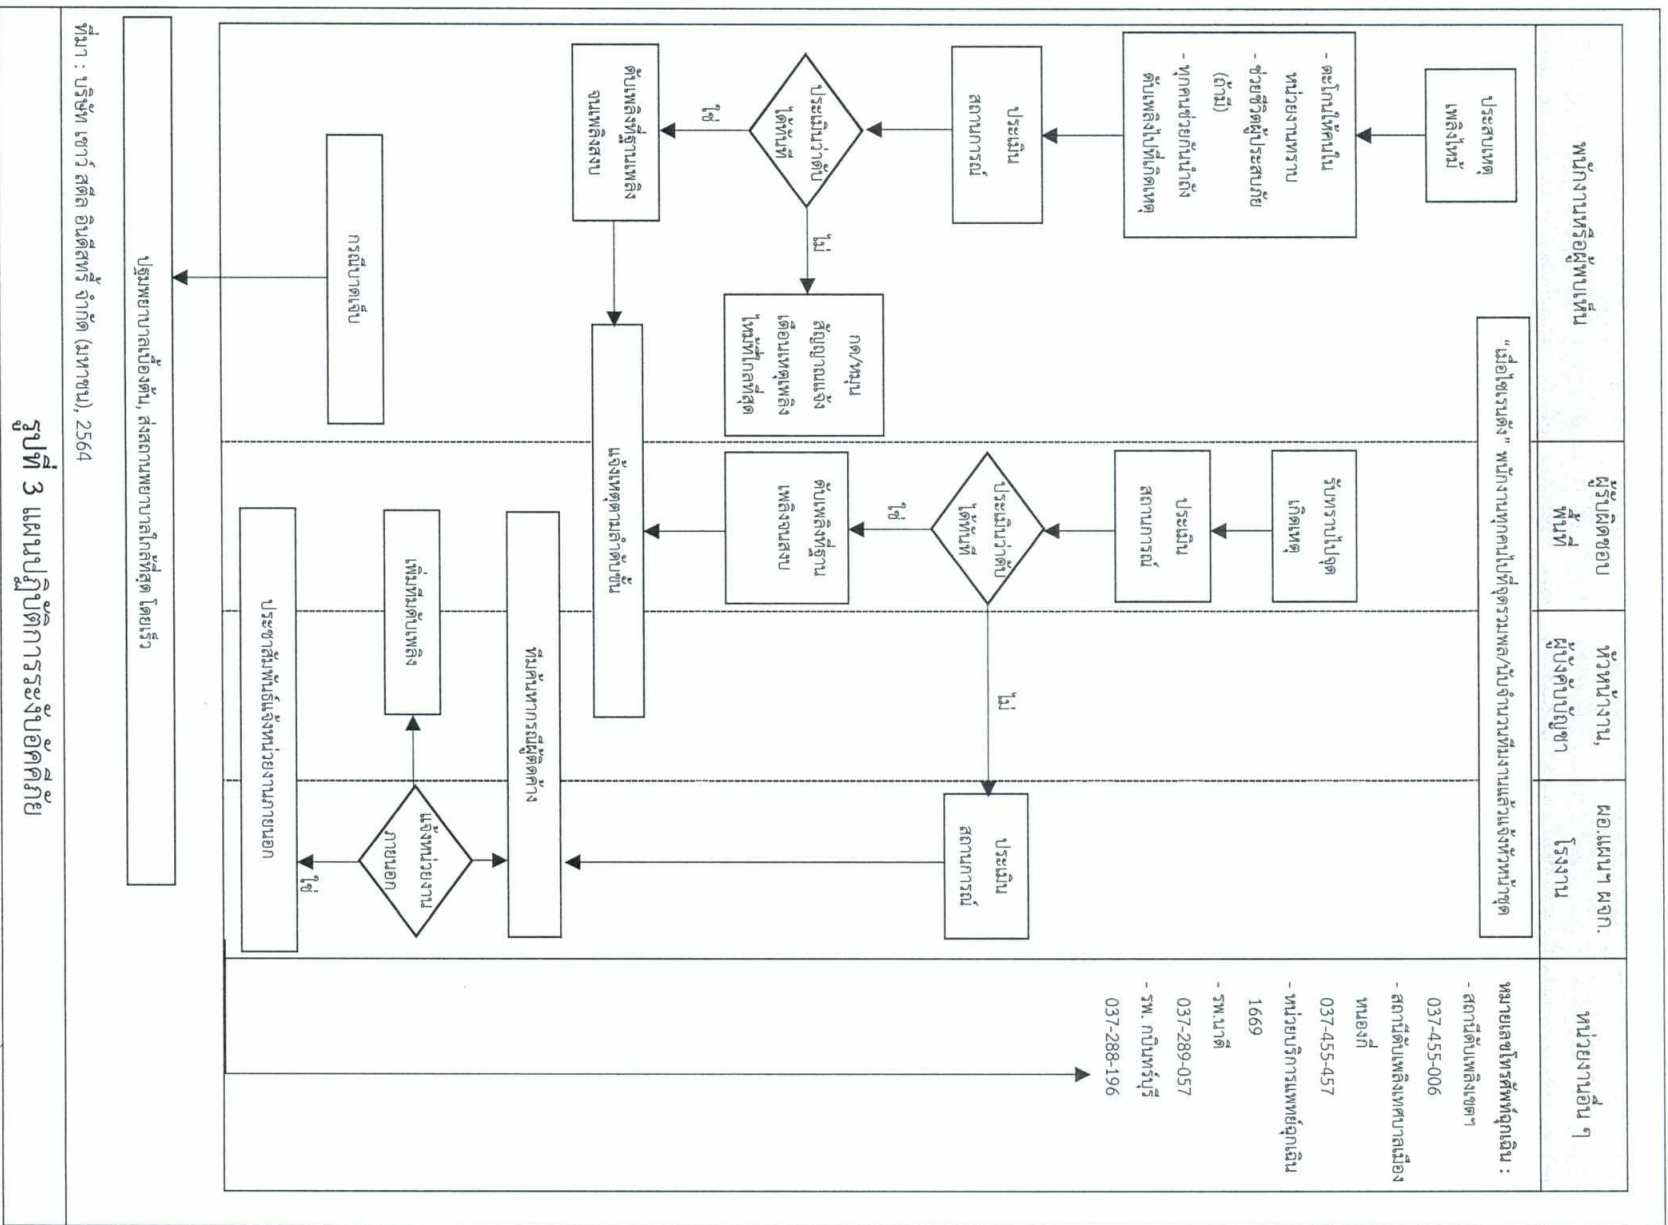 พนักงานหรือผู้พบเห็น
ผู้รับผิดชอบ
พื้นที่
หัวหน้างาน,
ผู้บังคับบัญชา
ผอ.แผนฯ ผจก.
โรงงาน
หน่วยงานอื่น ๆ
"เมื่อไซเรนดัง" พนักงานทุกคนไปที่จุดรวมพล/นับจำนวนทีมงานแล้วแจ้งหัวหน้าชุด
ประสบเหตุ
เพลิงไหม้
- ตะโกนให้คนใน
หน่วยงานทราบ
- ช่วยชีวิตผู้ประสบภัย
(ถ้ามี)
- ทุกคนช่วยกันนำถัง
ดับเพลิงไปที่เกิดเหตุ
ประเมิน
สถานการณ์
ประเมินว่าดับ
ได้ทันที
ใช่
ไม่
ดับเพลิงที่ฐานเพลิง
จนเพลิงสงบ
กด/หมุน
สัญญาณแจ้ง
เตือนเหตุเพลิง
ไหม้ที่ใกลที่สุด
รับทราบไปจุด
เกิดเหตุ
ประเมิน
สถานการณ์
ประเมินว่าดับ
ได้ทันที
ใช่
ไม่
ดับเพลิงที่ฐาน
เพลิงจนสงบ
ประเมิน
สถานการณ์
แจ้งเหตุตามลำดับขั้น
ทีมค้นหากรณีผู้ติดค้าง
แจ้งหน่วยงาน
ภายนอก
ใช่
เพิ่มทีมดับเพลิง
ประชาสัมพันธ์แจ้งหน่วยงานภายนอก
กรณีบาดเจ็บ
หมายเลขโทรศัพท์ฉุกเฉิน :
- สถานีดับเพลิงเขตฯ
037-455-006
- สถานีดับเพลิงเทศบาลเมือง
หนองกี่
037-455-457
- หน่วยบริการแพทย์ฉุกเฉิน
1669
- รพ.นาดี
037-289-057
- รพ. กบินทร์บุรี
037-288-196
ปฐมพยาบาลเบื้องต้น, ส่งสถานพยาบาลใกล้ที่สุด โดยเร็ว
ที่มา : บริษัท เชาว์ สตีล อินดัสทรี้ จำกัด (มหาชน), 2564
รูปที่ 3 แผนปฏิบัติการระงับอัคคีภัย